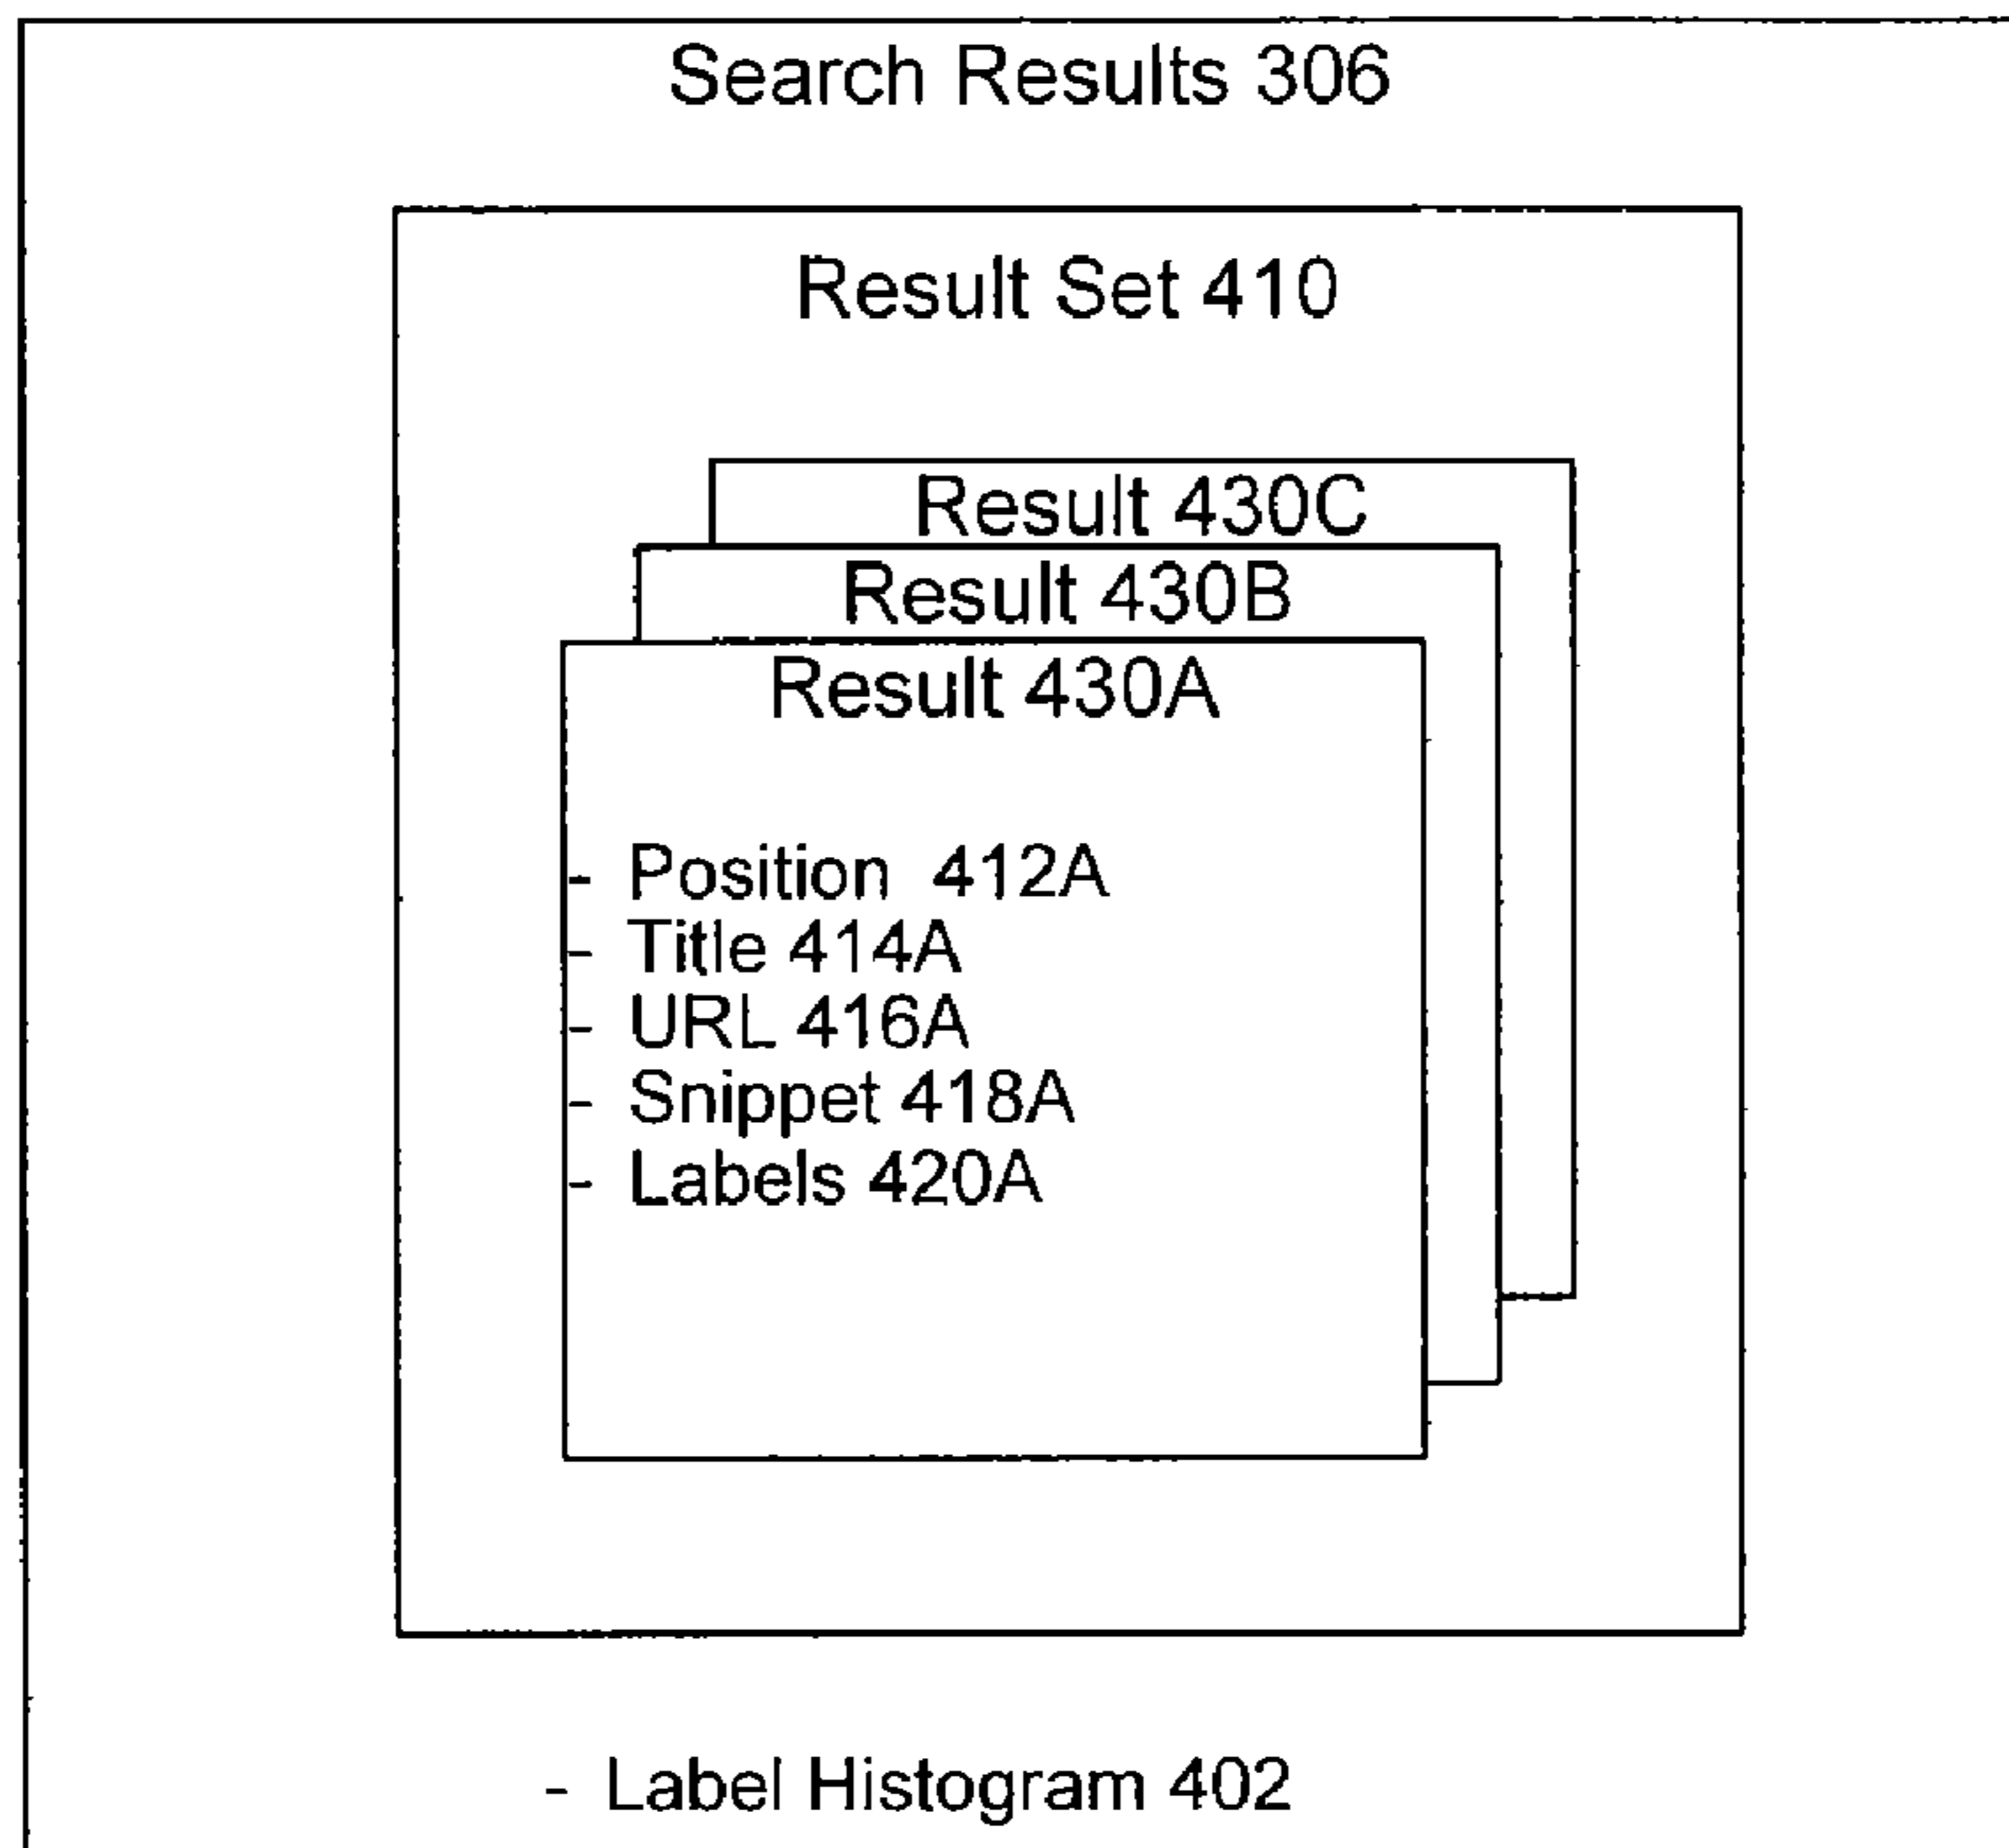 Search Results 306
Result Set 410
Result 430C
Result 430B
Result 430A
- Position 412A
- Title 414A
- URL 416A
- Snippet 418A
- Labels 420A
- Label Histogram 402